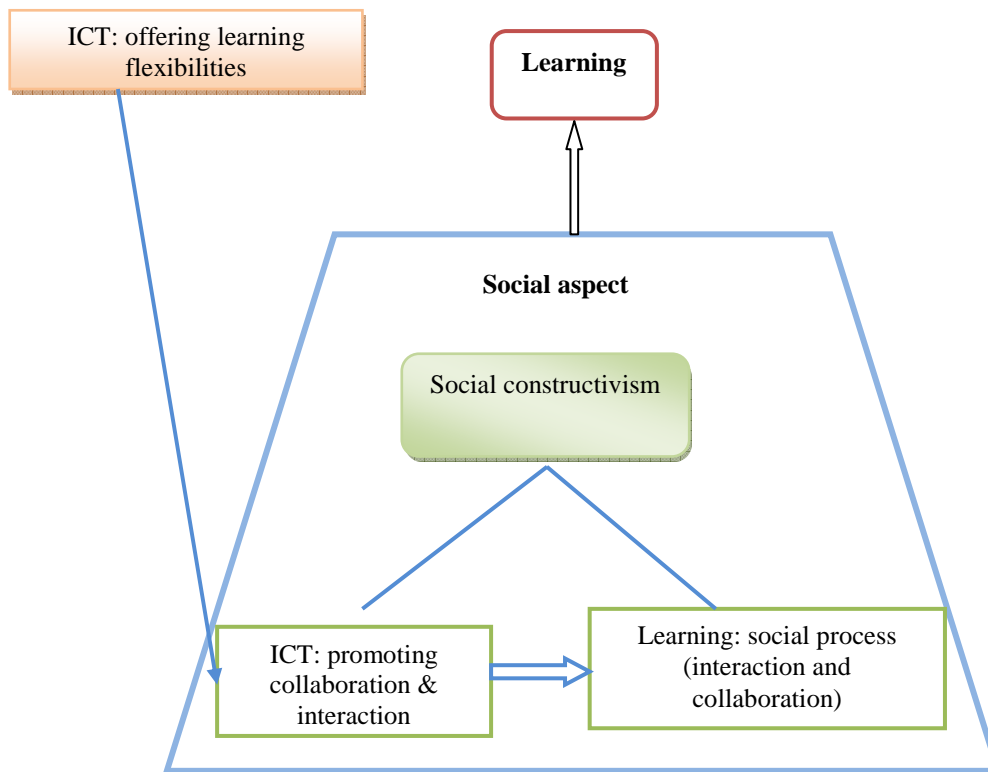 ICT: offering learning
flexibilities
Learning
Social aspect
Social constructivism
ICT: promoting
collaboration &
interaction
Learning: social process
(interaction and
collaboration)